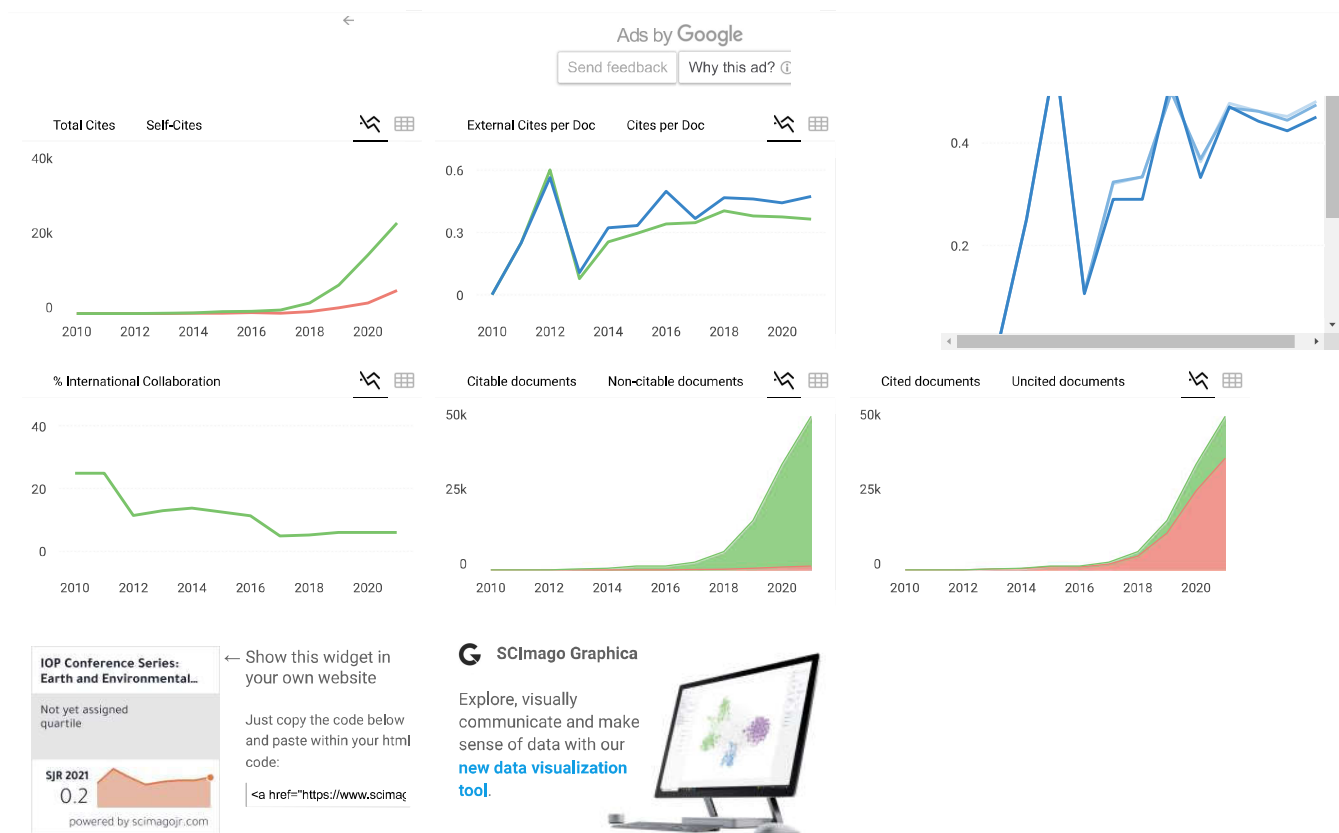 ←
Ads by Google
Send feedback
Why this ad?
Total Cites Self-Cites
40k
20k
0
2010 2012 2014 2016 2018 2020
External Cites per Doc Cites per Doc
0.6
0.3
0
2010 2012 2014 2016 2018 2020
0.4
0.2
% International Collaboration
40
20
0
2010 2012 2014 2016 2018 2020
Citable documents Non-citable documents
50k
25k
0
2010 2012 2014 2016 2018 2020
Cited documents Uncited documents
50k
25k
0
2010 2012 2014 2016 2018 2020
IOP Conference Series:
Earth and Environmental...
Not yet assigned
quartile
SJR 2021
0.2
powered by scimagojr.com
← Show this widget in
your own website
Just copy the code below
and paste within your html
code:
<a href="https://www.scimag
SCImago Graphica
Explore, visually
communicate and make
sense of data with our
new data visualization
tool.